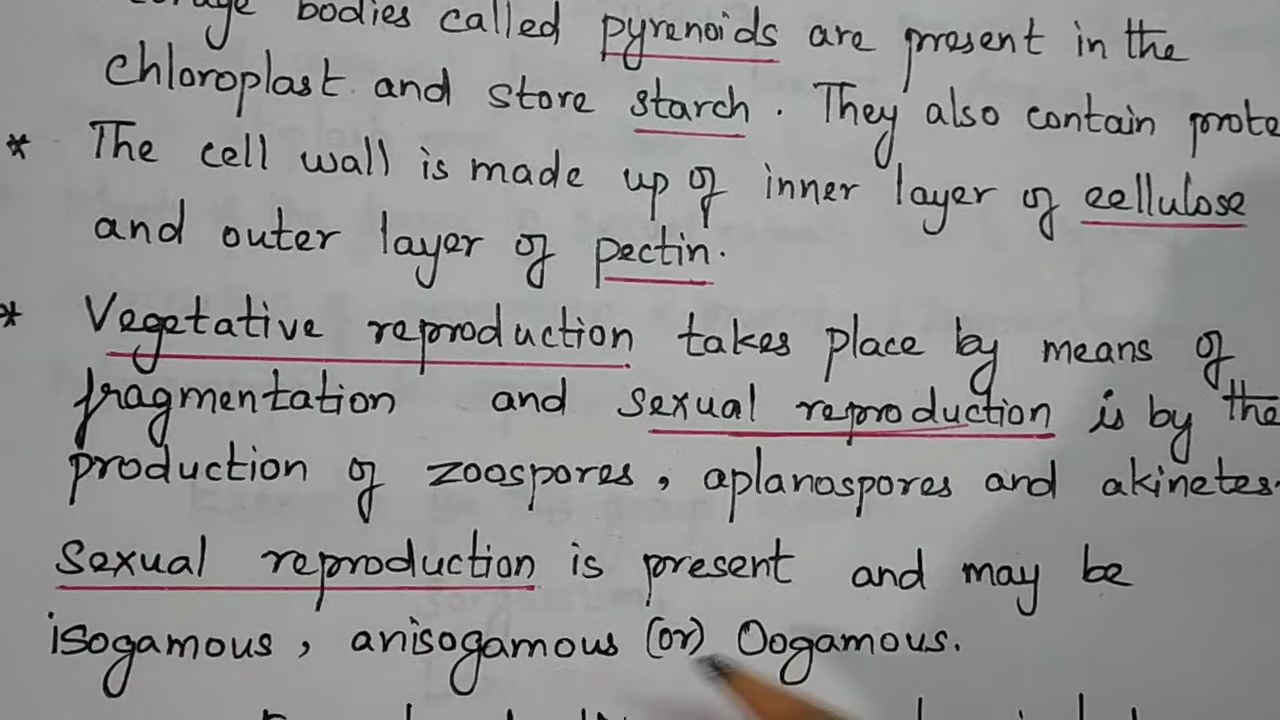 bodies called pyrenoids are present in the
chloroplast and store starch. They also contain prote
* The cell wall is made up of inner layer of cellulose
and outer layer of pectin.
* Vegetative reproduction takes place by means of
fragmentation and sexual reproduction is by the
production of zoospores, aplanospores and akinetes.
Sexual reproduction is present and may be
isogamous, anisogamous (or) Oogamous.